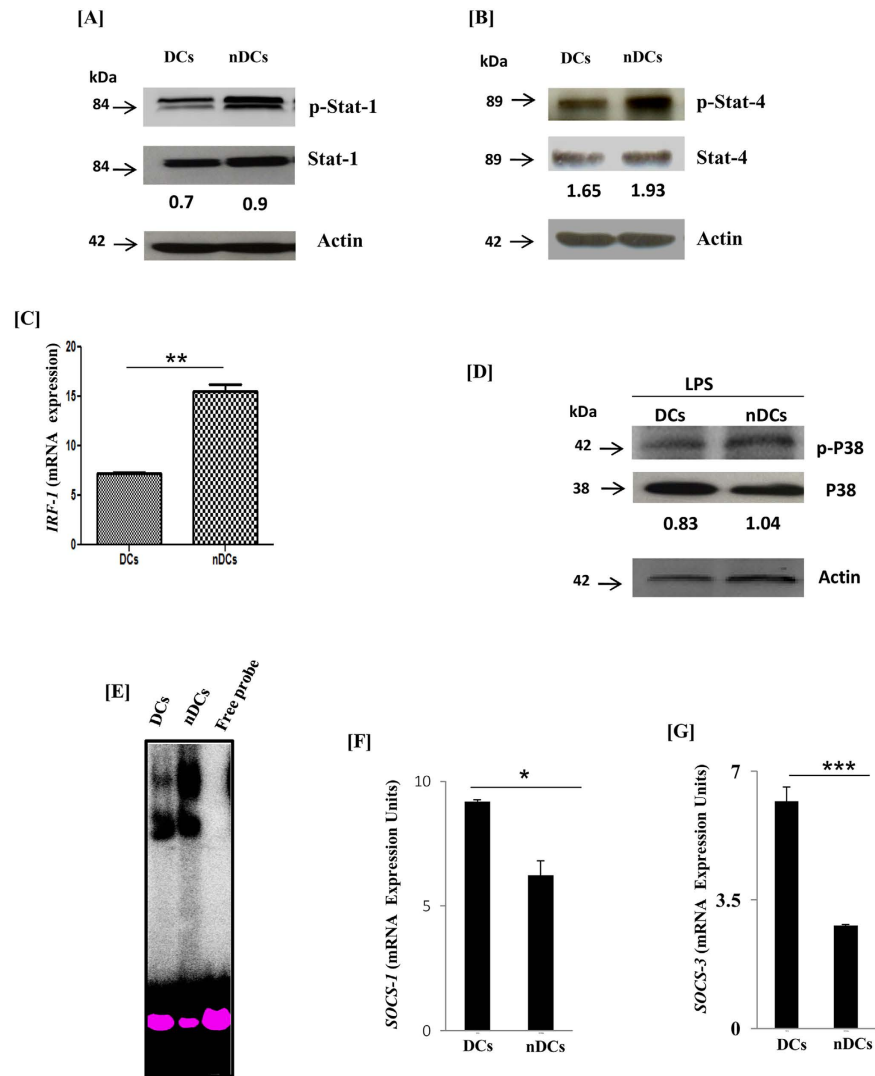 [A]
DCs nDCs
kDa
84 p-Stat-1
84 Stat-1
0.7 0.9
42 Actin
[B]
DCs nDCs
kDa
89 p-Stat-4
89 Stat-4
1.65 1.93
42 Actin
[C]
IRF-1 (mRNA expression)
20
15
10
5
0
**
DCs nDCs
[D]
LPS
kDa DCs nDCs
42 p-P38
38 P38
0.83 1.04
42 Actin
[E]
DCs nDCs Free probe
[F]
SOCS-1 (mRNA Expression Units)
10
5
0
*
DCs nDCs
[G]
SOCS-3 (mRNA Expression Units)
7
3.5
0
***
DCs nDCs